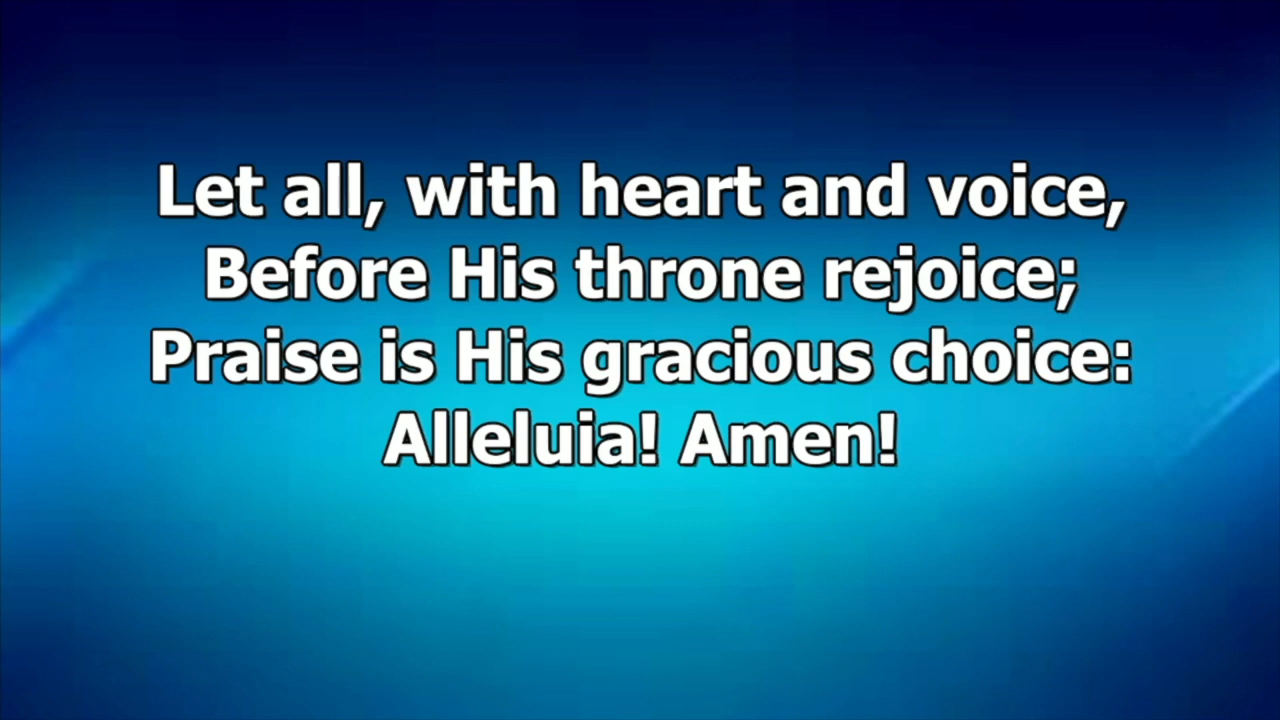 Let all, with heart and voice,
Before His throne rejoice;
Praise is His gracious choice:
Alleluia! Amen!